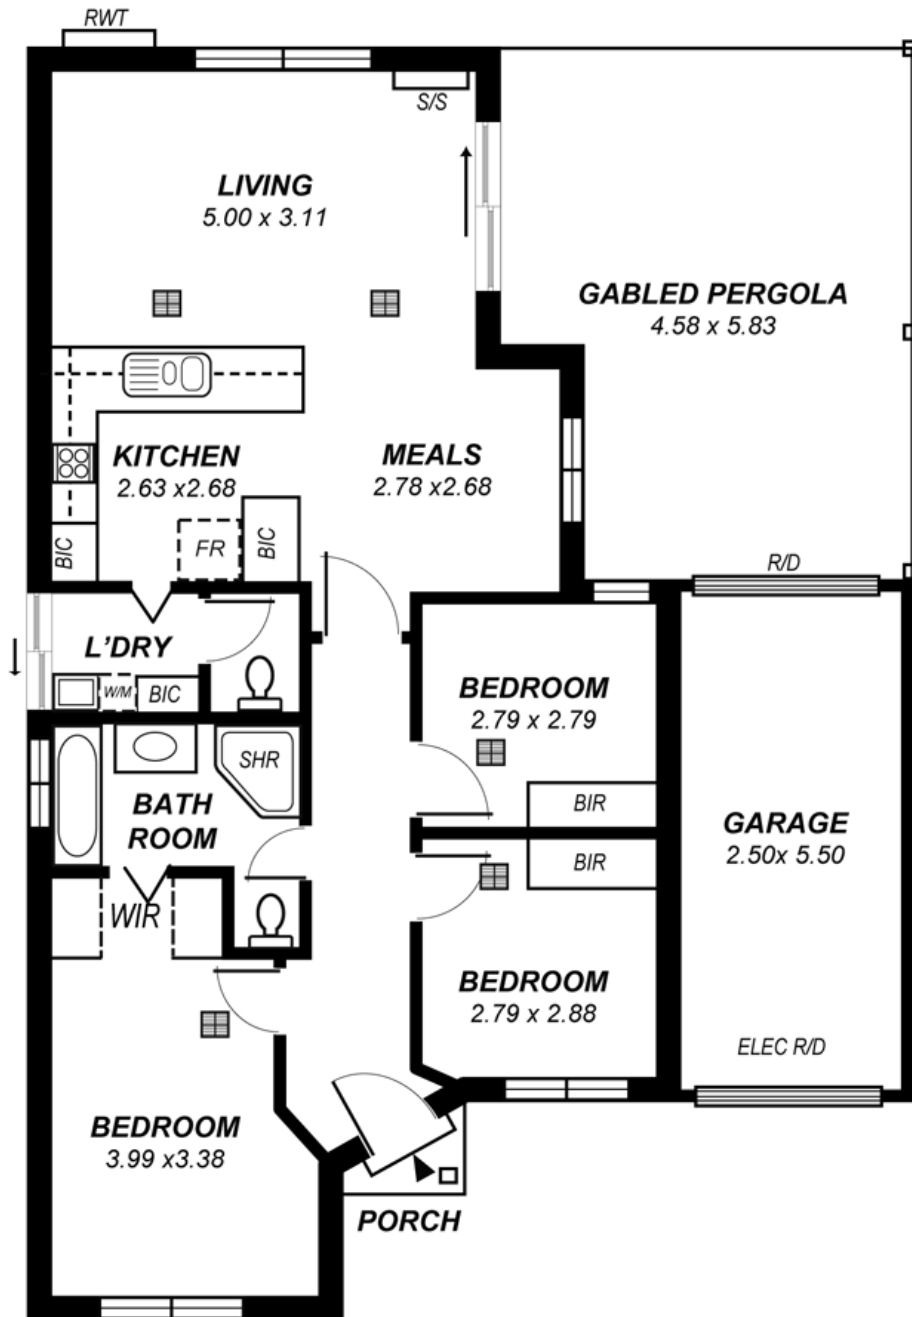 RWT
S/S
LIVING
5.00 x 3.11
GABLED PERGOLA
4.58 x 5.83
KITCHEN
2.63 x2.68
MEALS
2.78 x2.68
BIC
FR
BIC
R/D
L'DRY
W/M
BIC
BEDROOM
2.79 x 2.79
SHR
BATH
ROOM
BIR
GARAGE
2.50x 5.50
BIR
WIR
BEDROOM
2.79 x 2.88
ELEC R/D
BEDROOM
3.99 x3.38
PORCH